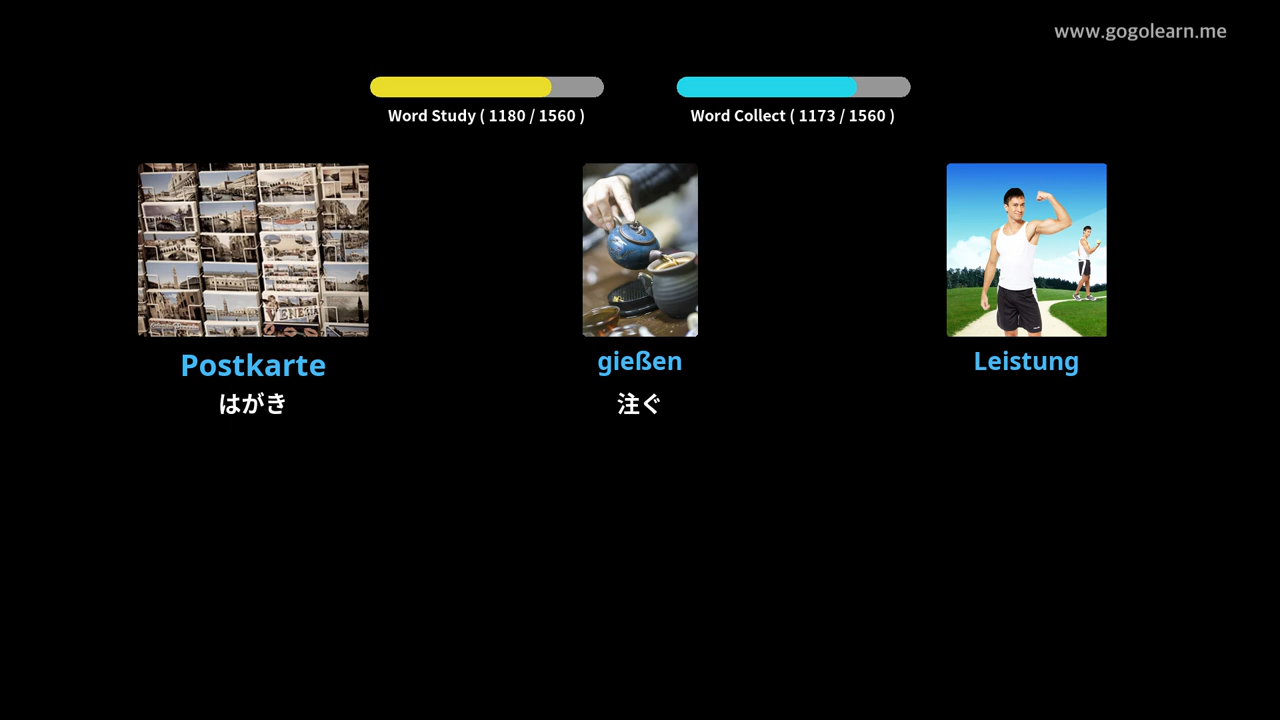 www.gogolearn.me
Word Study ( 1180 / 1560 )
Word Collect ( 1173 / 1560 )
Postkarte
はがき
gießen
注ぐ
Leistung